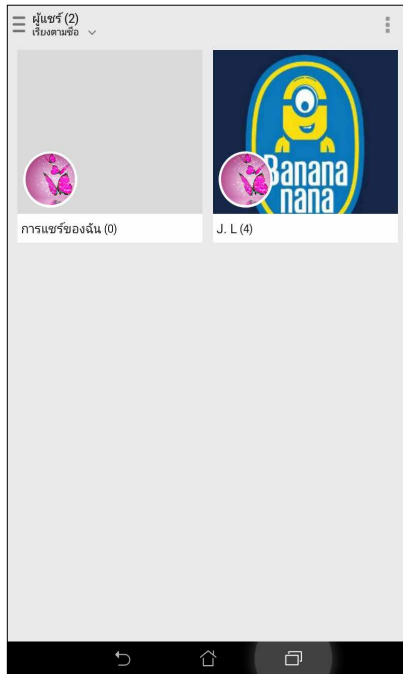 ผู้แชร์ (2)
เรียงตามชื่อ
การแชร์ของฉัน (0)
Banana
nana
J. L (4)